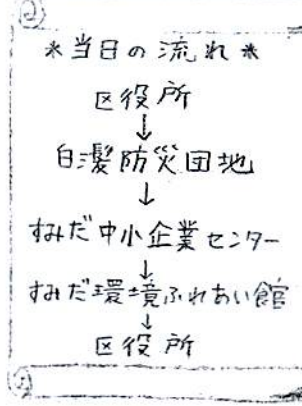 *当日の流れ*
区役所
↓
白鬚防災団地
↓
すみだ中小企業センター
↓
すみだ環境ふれあい館
↓
区役所